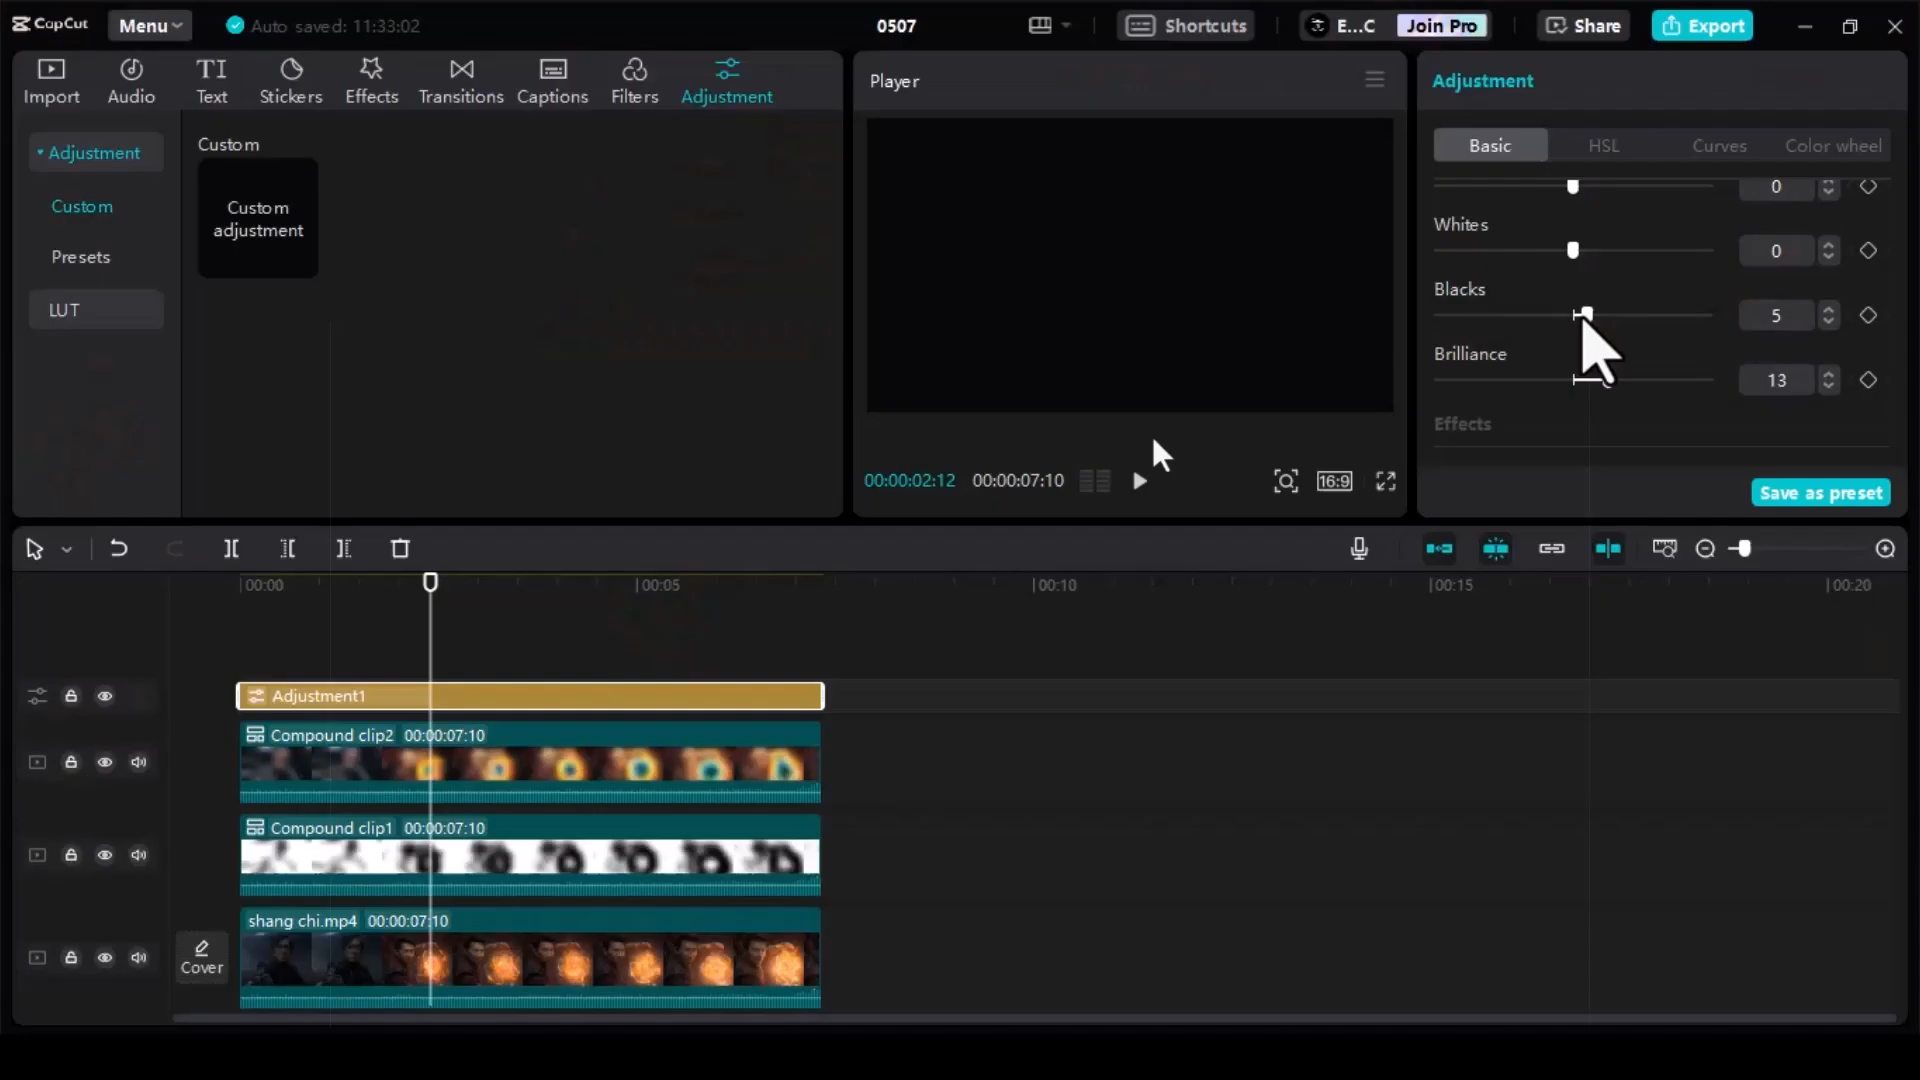 CapCut Menu Auto saved: 11:33:02 0507 Shortcuts E...C Join Pro Share Export
Import Audio Text Stickers Effects Transitions Captions Filters Adjustment
Adjustment
Custom
Presets
LUT
Custom
Custom
adjustment
Player
00:00:02:12 00:00:07:10 16:9
Adjustment
Basic HSL Curves Color wheel
0
Whites
0
Blacks
5
Brilliance
13
Effects
Save as preset
00:00 00:05 00:10 00:15 00:20
Adjustment1
Compound clip2 00:00:07:10
Compound clip1 00:00:07:10
shang chi.mp4 00:00:07:10
Cover